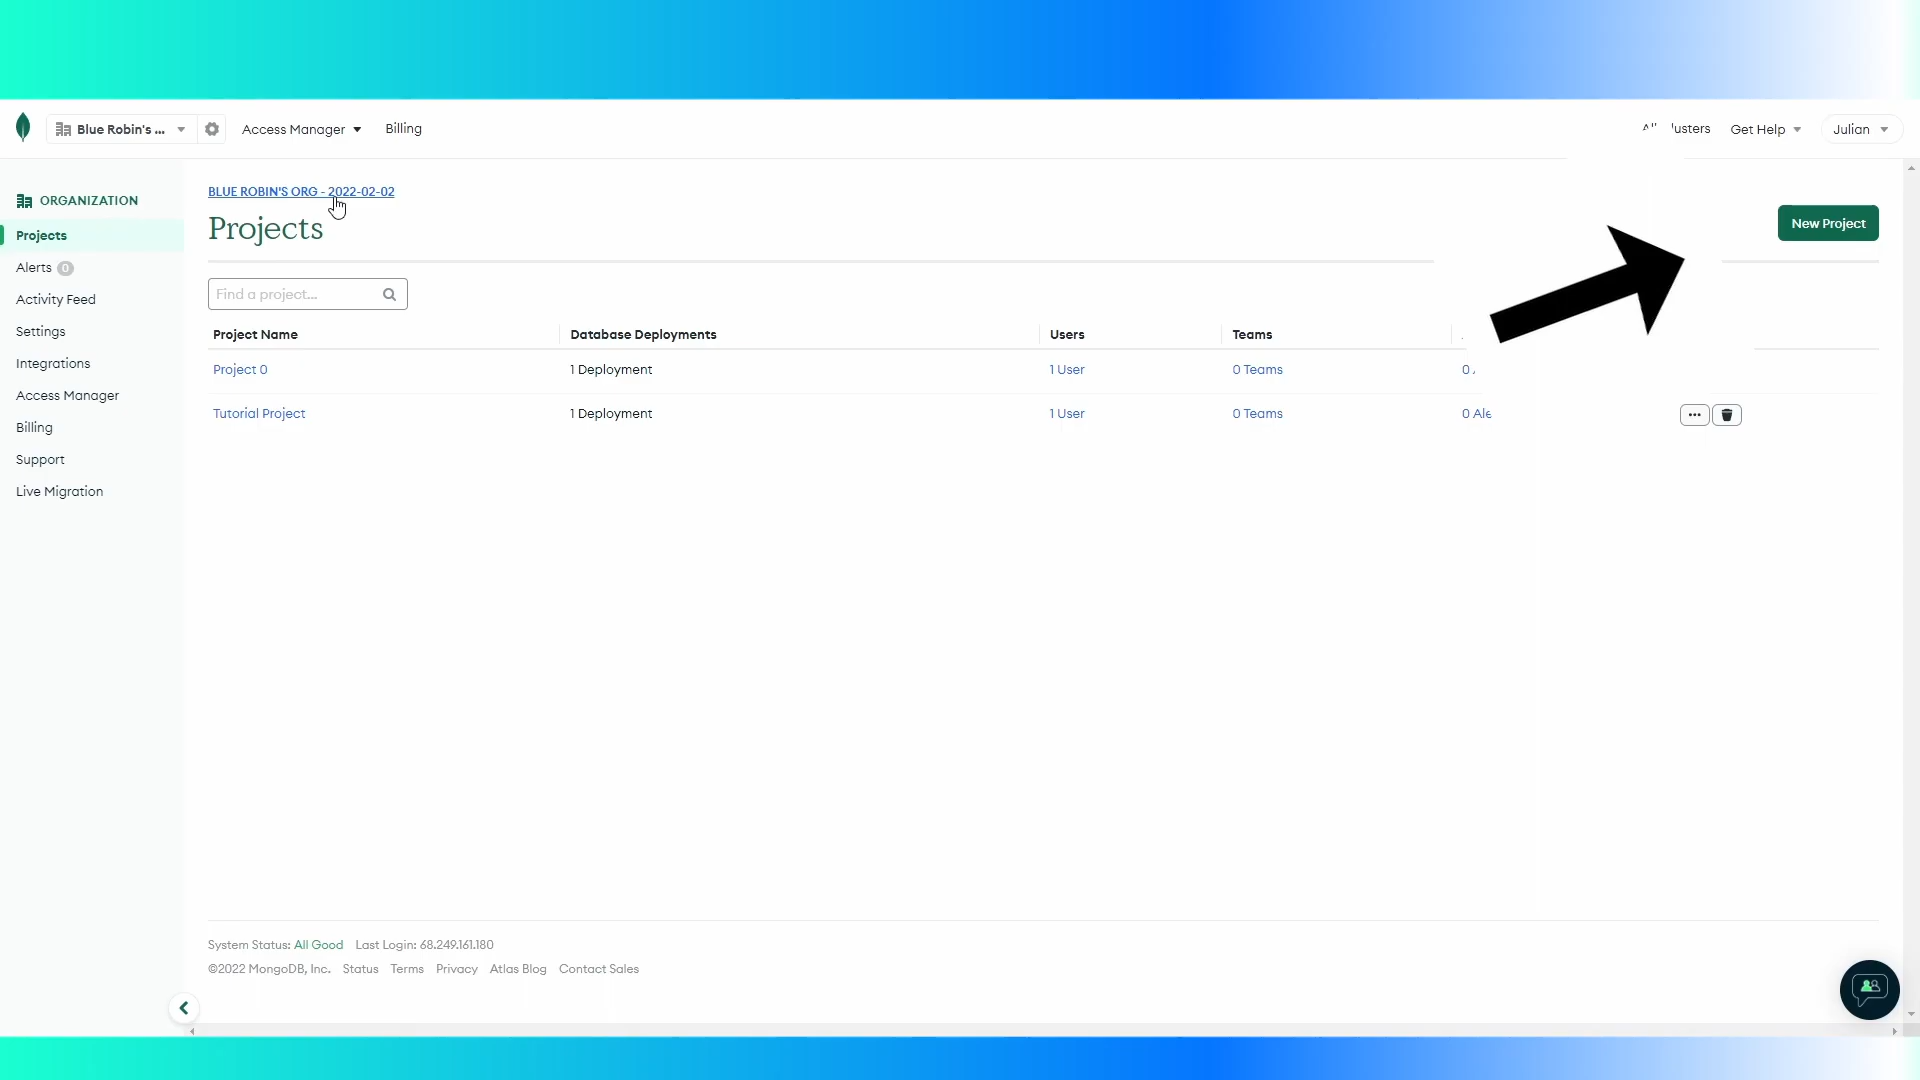 Blue Robin's ... Access Manager Billing Get Help Julian
ORGANIZATION
Projects
Alerts 0
Activity Feed
Settings
Integrations
Access Manager
Billing
Support
Live Migration
BLUE ROBIN'S ORG - 2022-02-02
Projects
New Project
Find a project...
Project Name Database Deployments Users Teams
Project 0 1 Deployment 1 User 0 Teams 0
Tutorial Project 1 Deployment 1 User 0 Teams 0
System Status: All Good Last Login: 68.249.161.180
©2022 MongoDB, Inc. Status Terms Privacy Atlas Blog Contact Sales